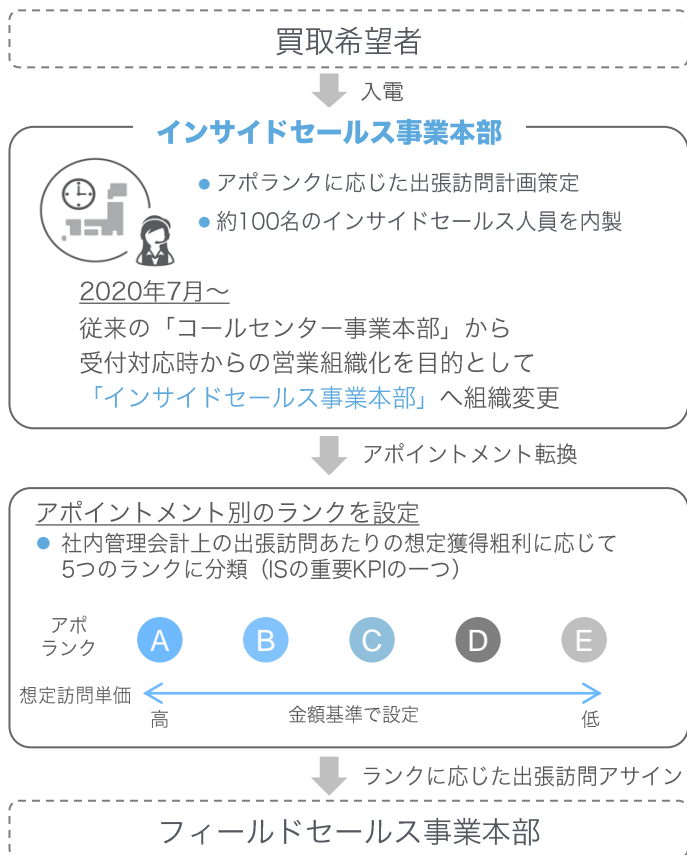 買取希望者
入電
インサイドセールス事業本部
● アポランクに応じた出張訪問計画策定
● 約100名のインサイドセールス人員を内製
2020年7月〜
従来の「コールセンター事業本部」から
受付対応時からの営業組織化を目的として
「インサイドセールス事業本部」へ組織変更
アポイントメント転換
アポイントメント別のランクを設定
● 社内管理会計上の出張訪問あたりの想定獲得粗利に応じて
5つのランクに分類（ISの重要KPIの一つ）
アポ
ランク
A B C D E
想定訪問単価
高 金額基準で設定 低
ランクに応じた出張訪問アサイン
フィールドセールス事業本部